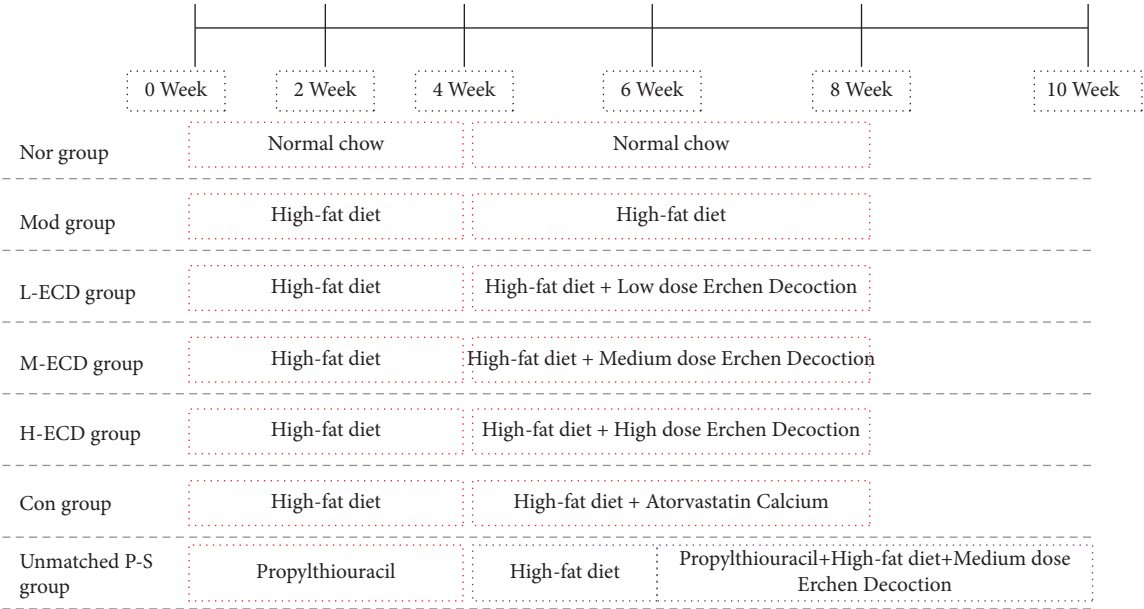 0 Week 2 Week 4 Week 6 Week 8 Week 10 Week
Nor group Normal chow Normal chow
Mod group High-fat diet High-fat diet
L-ECD group High-fat diet High-fat diet + Low dose Erchen Decoction
M-ECD group High-fat diet High-fat diet + Medium dose Erchen Decoction
H-ECD group High-fat diet High-fat diet + High dose Erchen Decoction
Con group High-fat diet High-fat diet + Atorvastatin Calcium
Unmatched P-S
group
Propylthiouracil
High-fat diet
Propylthiouracil+High-fat diet+Medium dose
Erchen Decoction